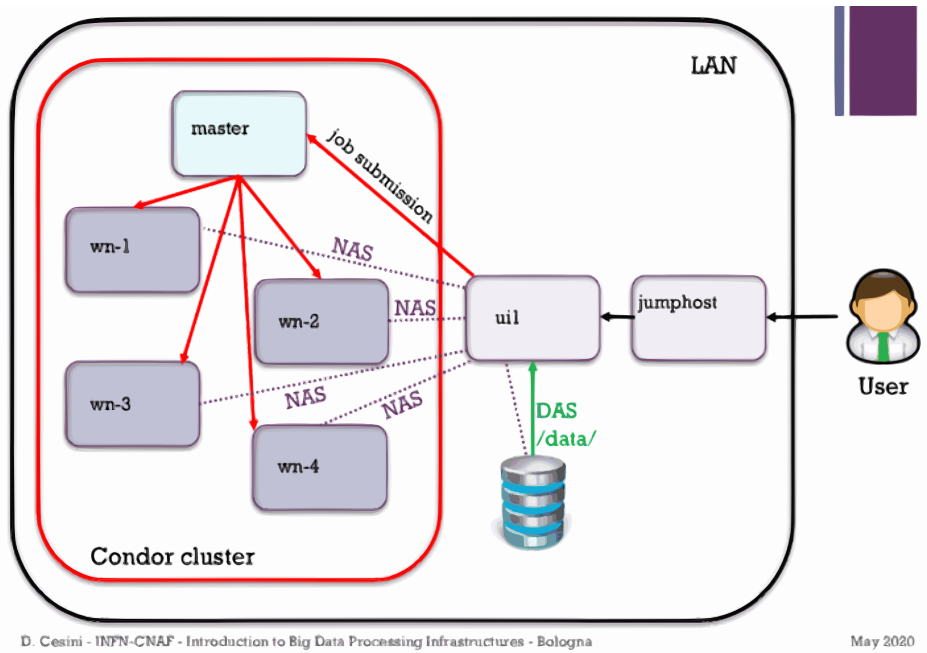 LAN
master
job submission
wn-1
NAS
wn-2
NAS
ui1
jumphost
User
wn-3
NAS
NAS
DAS
/data/
wn-4
Condor cluster
D. Cesini - INFN-CNAF - Introduction to Big Data Processing Infrastructures - Bologna
May 2020